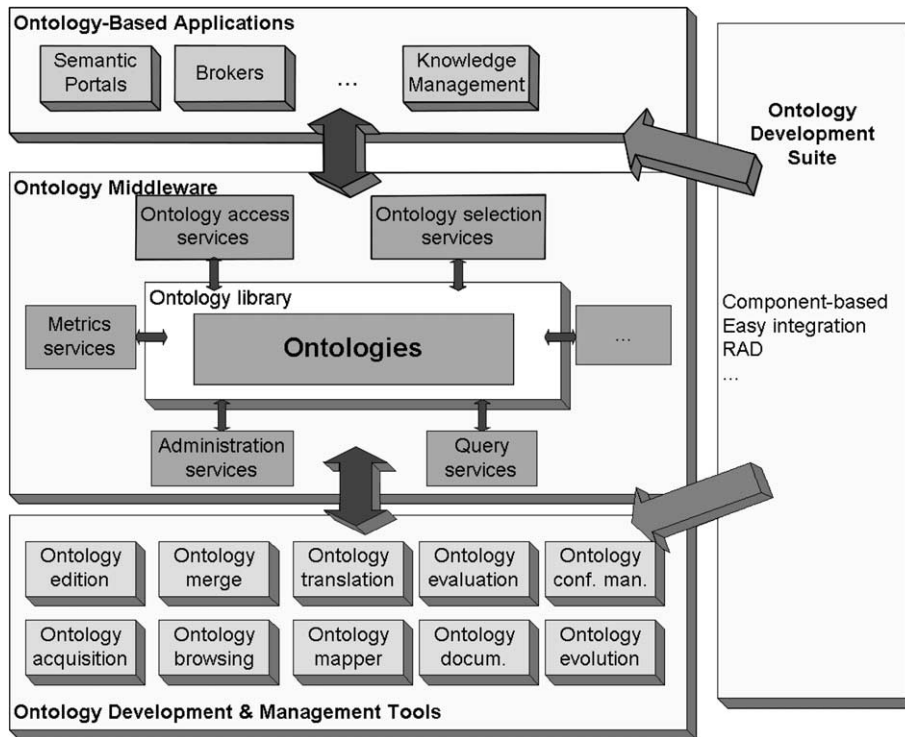 Ontology-Based Applications
Semantic
Portals
Brokers
...
Knowledge
Management
Ontology
Development
Suite
Component-based
Easy integration
RAD
...
Ontology Middleware
Ontology access
services
Ontology selection
services
Ontology library
Metrics
services
Ontologies
...
Administration
services
Query
services
Ontology
edition
Ontology
merge
Ontology
translation
Ontology
evaluation
Ontology
conf. man.
Ontology
acquisition
Ontology
browsing
Ontology
mapper
Ontology
docum.
Ontology
evolution
Ontology Development & Management Tools